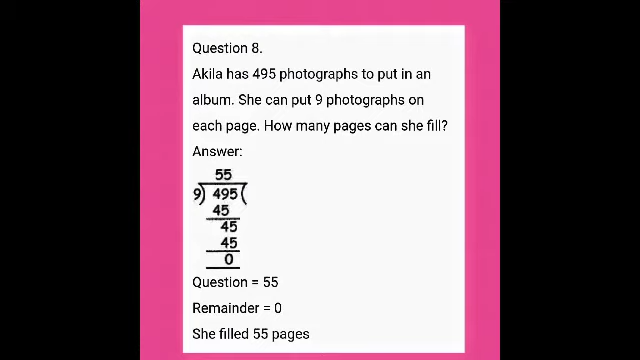 Question 8.
Akila has 495 photographs to put in an
album. She can put 9 photographs on
each page. How many pages can she fill?
Answer:
55
9) 495 (
45
45
45
0
Question = 55
Remainder = 0
She filled 55 pages